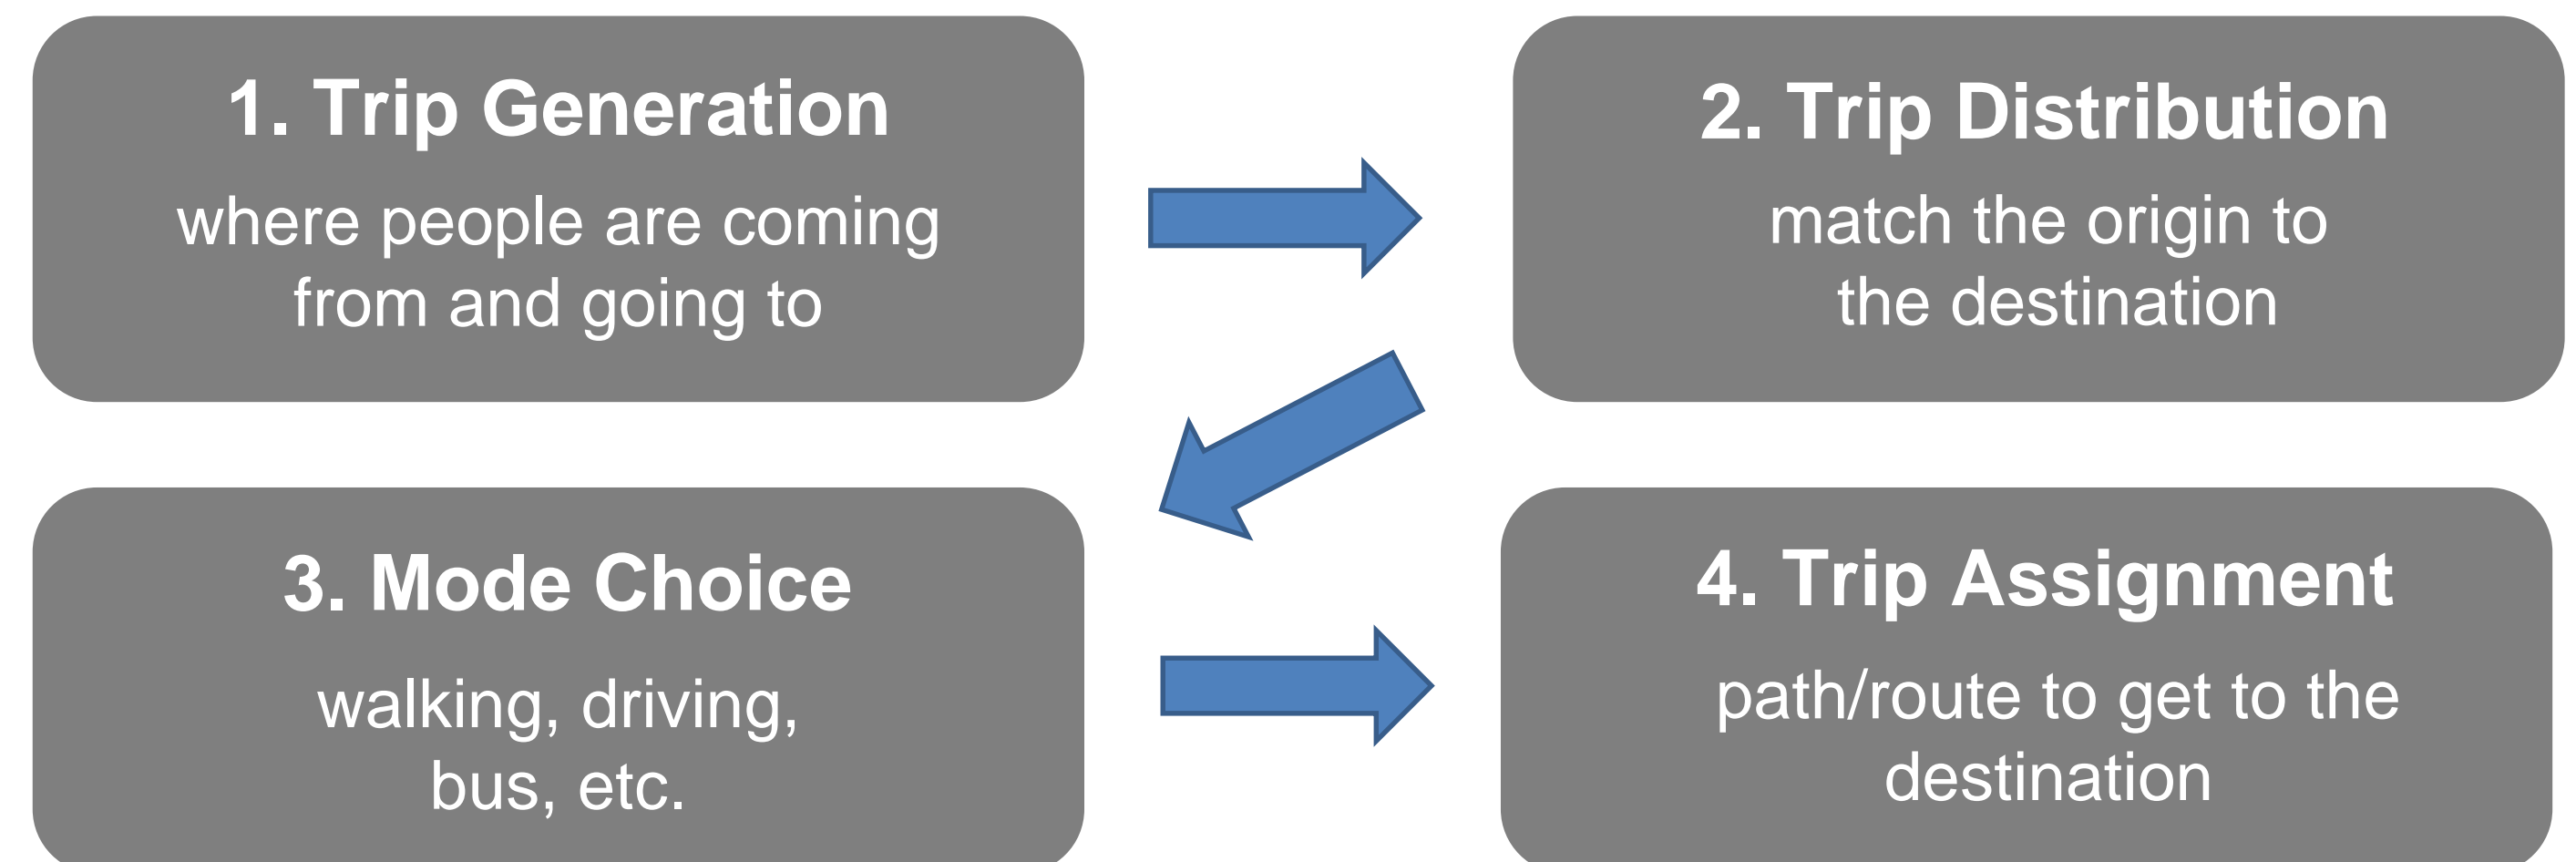 1. Trip Generation
where people are coming
from and going to
2. Trip Distribution
match the origin to
the destination
3. Mode Choice
walking, driving,
bus, etc.
4. Trip Assignment
path/route to get to the
destination